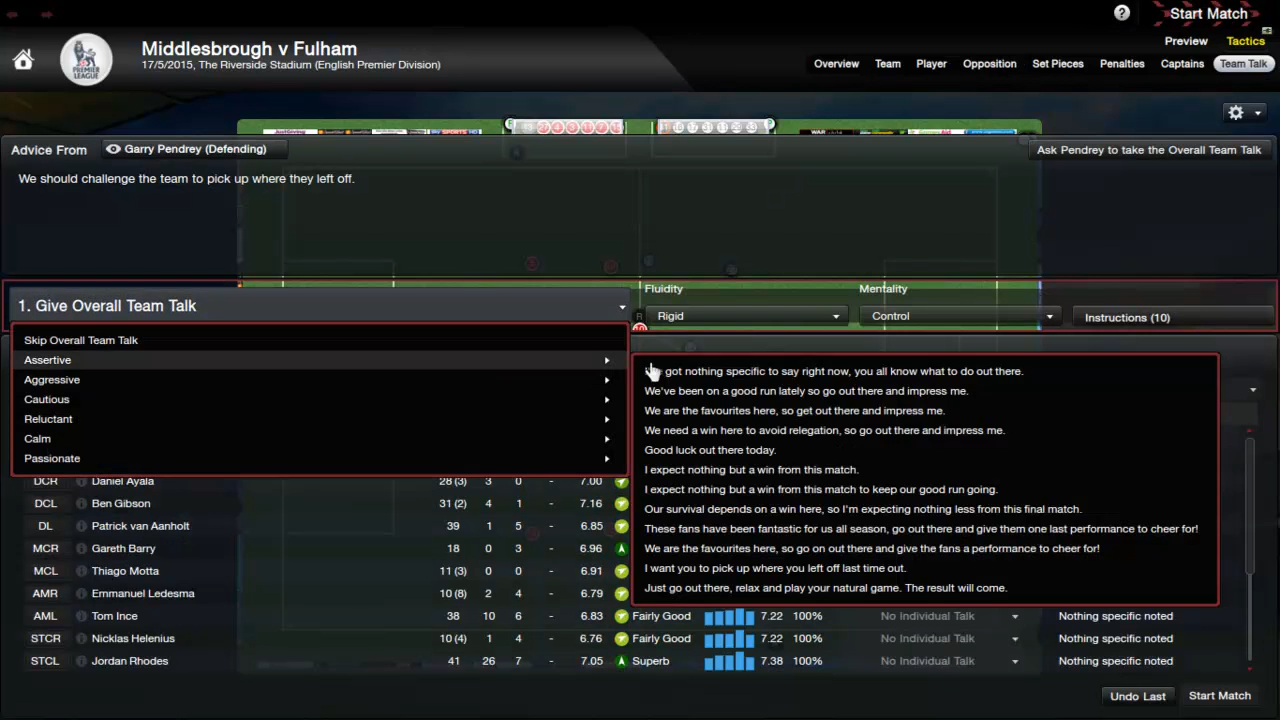 Start Match
Middlesbrough v Fulham
17/5/2015, The Riverside Stadium (English Premier Division)
PREMIER LEAGUE
Preview Tactics
Overview Team Player Opposition Set Pieces Penalties Captains Team Talk
Advice From Garry Pendrey (Defending) Ask Pendrey to take the Overall Team Talk
We should challenge the team to pick up where they left off.
1. Give Overall Team Talk
Fluidity Mentality
Rigid Control Instructions (10)
Skip Overall Team Talk
Assertive
Aggressive
Cautious
Reluctant
Calm
Passionate
got nothing specific to say right now, you all know what to do out there.
We've been on a good run lately so go out there and impress me.
We are the favourites here, so get out there and impress me.
We need a win here to avoid relegation, so go out there and impress me.
Good luck out there today.
I expect nothing but a win from this match.
I expect nothing but a win from this match to keep our good run going.
Our survival depends on a win here, so I'm expecting nothing less from this final match.
These fans have been fantastic for us all season, go out there and give them one last performance to cheer for!
We are the favourites here, so go on out there and give the fans a performance to cheer for!
I want you to pick up where you left off last time out.
Just go out there, relax and play your natural game. The result will come.
DCR Daniel Ayala 28 (3) 3 0 - 7.00
DCL Ben Gibson 31 (2) 4 1 - 7.16
DL Patrick van Aanholt 39 1 5 - 6.85
MCR Gareth Barry 18 0 3 - 6.96
MCL Thiago Motta 11 (3) 0 0 - 6.91
AMR Emmanuel Ledesma 10 (8) 2 4 - 6.79
AML Tom Ince 38 10 6 - 6.83 Fairly Good 7.22 100% No Individual Talk Nothing specific noted
STCR Nicklas Helenius 10 (4) 1 4 - 6.76 Fairly Good 7.22 100% No Individual Talk Nothing specific noted
STCL Jordan Rhodes 41 26 7 - 7.05 Superb 7.38 100% No Individual Talk Nothing specific noted
Undo Last Start Match